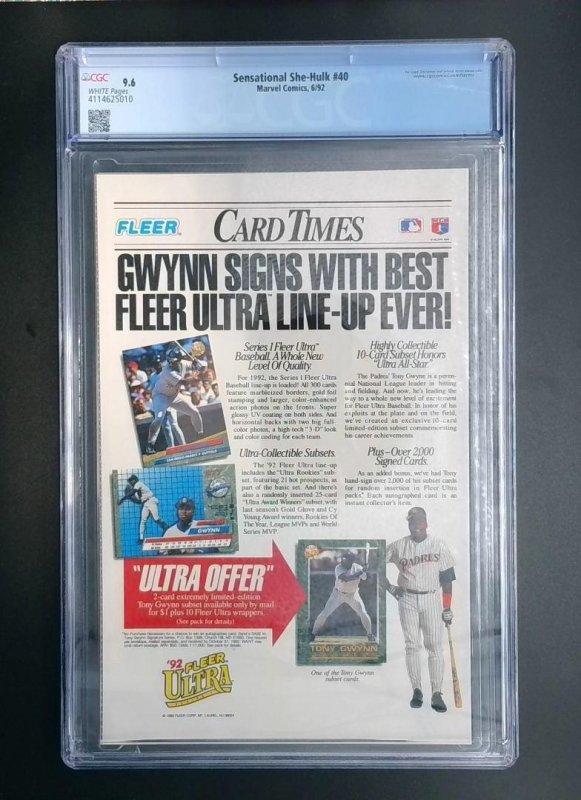 CGC
9.6
WHITE Pages
4114625010
Sensational She-Hulk #40
Marvel Comics, 6/92
FLEER
CARD TIMES
GWYNN SIGNS WITH BEST
FLEER ULTRA LINE-UP EVER!
Series I Fleer Ultra™
Baseball. A Whole New
Level Of Quality.
For 1992, the Series I Fleer Ultra
Baseball line-up is loaded! All 300 cards
feature marbleized borders, gold foil
stamping and larger, color-enhanced
action photos on the fronts. Super
glossy UV coating on both sides. And
horizontal backs with two big full-
color photos, a high-tech "3-D" look
and color coding for each team.
Ultra-Collectible Subsets.
The '92 Fleer Ultra line-up
includes the "Ultra Rookies" sub-
set, featuring 21 hot prospects, as part
of the basic set. And there's
also a randomly inserted 25-card
"Ultra Award Winners" subset, with
last season's Gold Glove and Cy
Young Award winners, Rookies Of
The Year, League MVPs and World
Series MVP.
Highly Collectible
10-Card Subset Honors
"Ultra All-Star."
The Padres' Tony Gwynn is a peren-
nial National League leader in hitting
and fielding. And now, he's leading the
way to a whole new level of excitement
for Fleer Ultra Baseball. In honor of his
exploits at the plate and on the field,
we've created an exclusive 10-card
limited-edition subset commemorating
his career achievements.
Plus–Over 2,000
Signed Cards.
As an added bonus, we've had Tony
hand-sign over 2,000 of his subset cards
for random insertion in Fleer Ultra
packs.* Each autographed card is an
instant collector's item.
GWYNN
"ULTRA OFFER"
2-card extremely limited-edition
Tony Gwynn subset available only by mail
for $1 plus 10 Fleer Ultra wrappers.
(See pack for details)
'92 FLEER
ULTRA
TONY GWYNN
PADRES
One of the Tony Gwynn
subset cards.